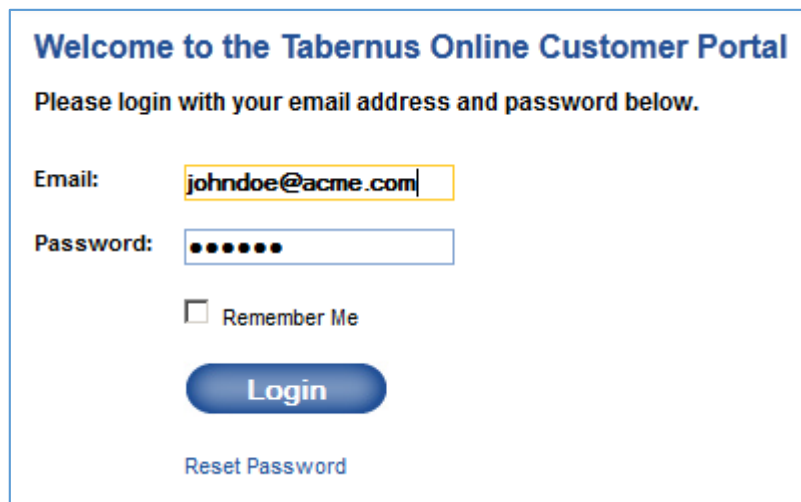 Welcome to the Tabernus Online Customer Portal
Please login with your email address and password below.
Email: johndoe@acme.com
Password: ●●●●●●
Remember Me
Login
Reset Password